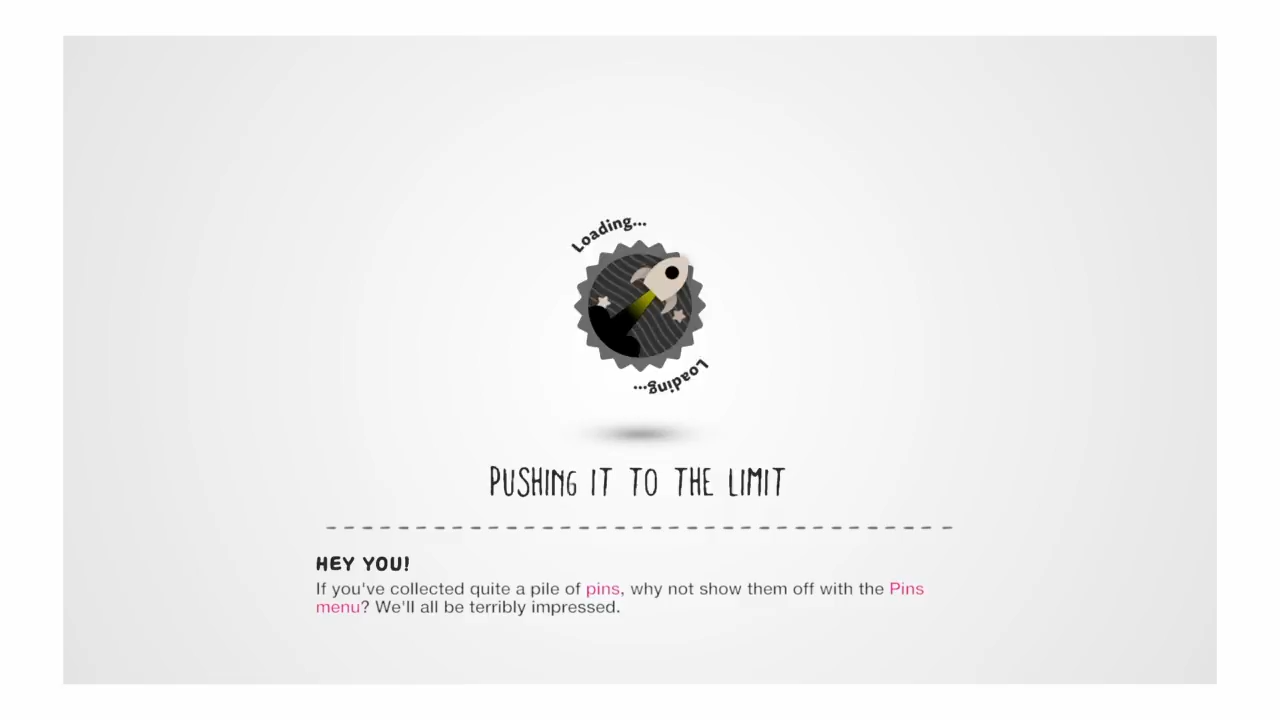 Loading...
Loading...
PUSHING IT TO THE LIMIT
HEY YOU!
If you've collected quite a pile of pins, why not show them off with the Pins
menu? We'll all be terribly impressed.